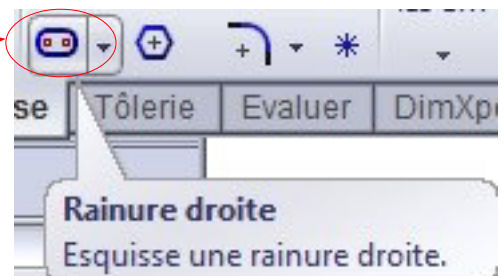 se Tôlerie Evaluer DimXp
Rainure droite
Esquisse une rainure droite.